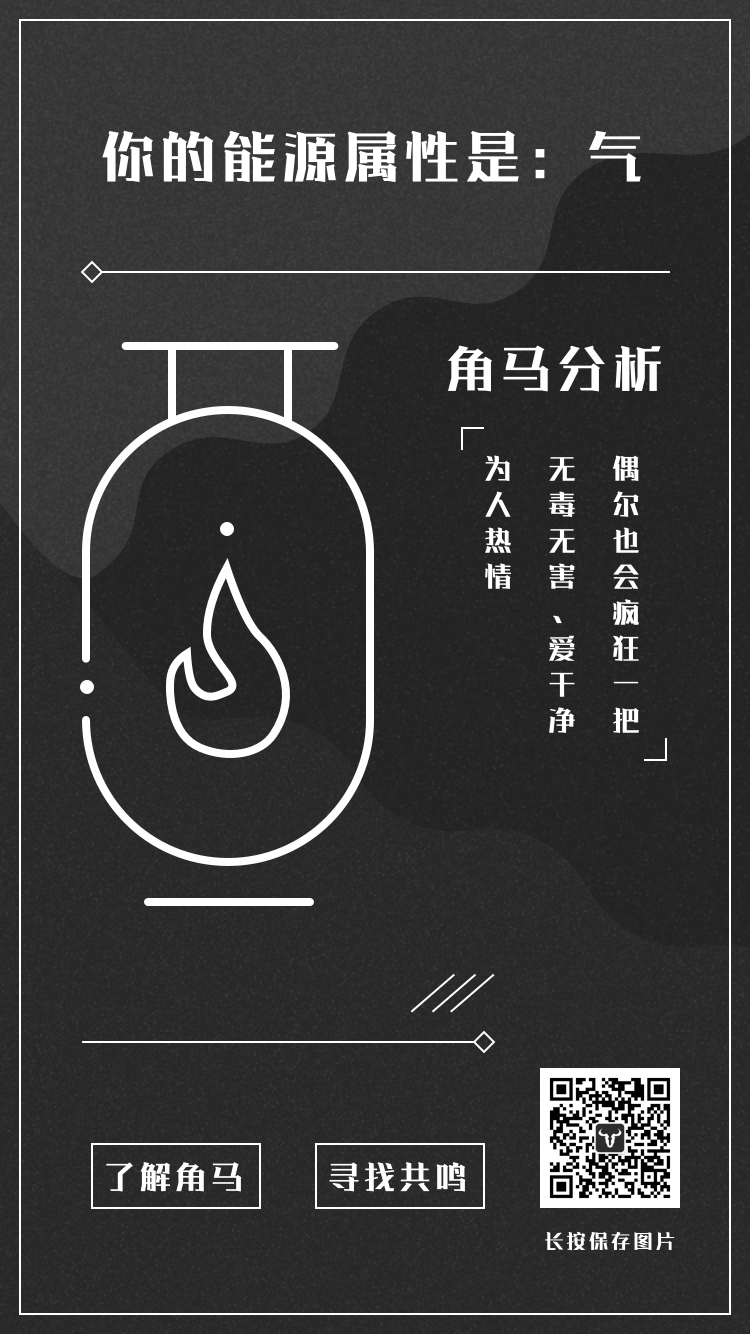 你的能源属性是：气
角马分析
偶尔也会疯狂一把
无毒无害、爱干净
为人热情
了解角马
寻找共鸣
长按保存图片